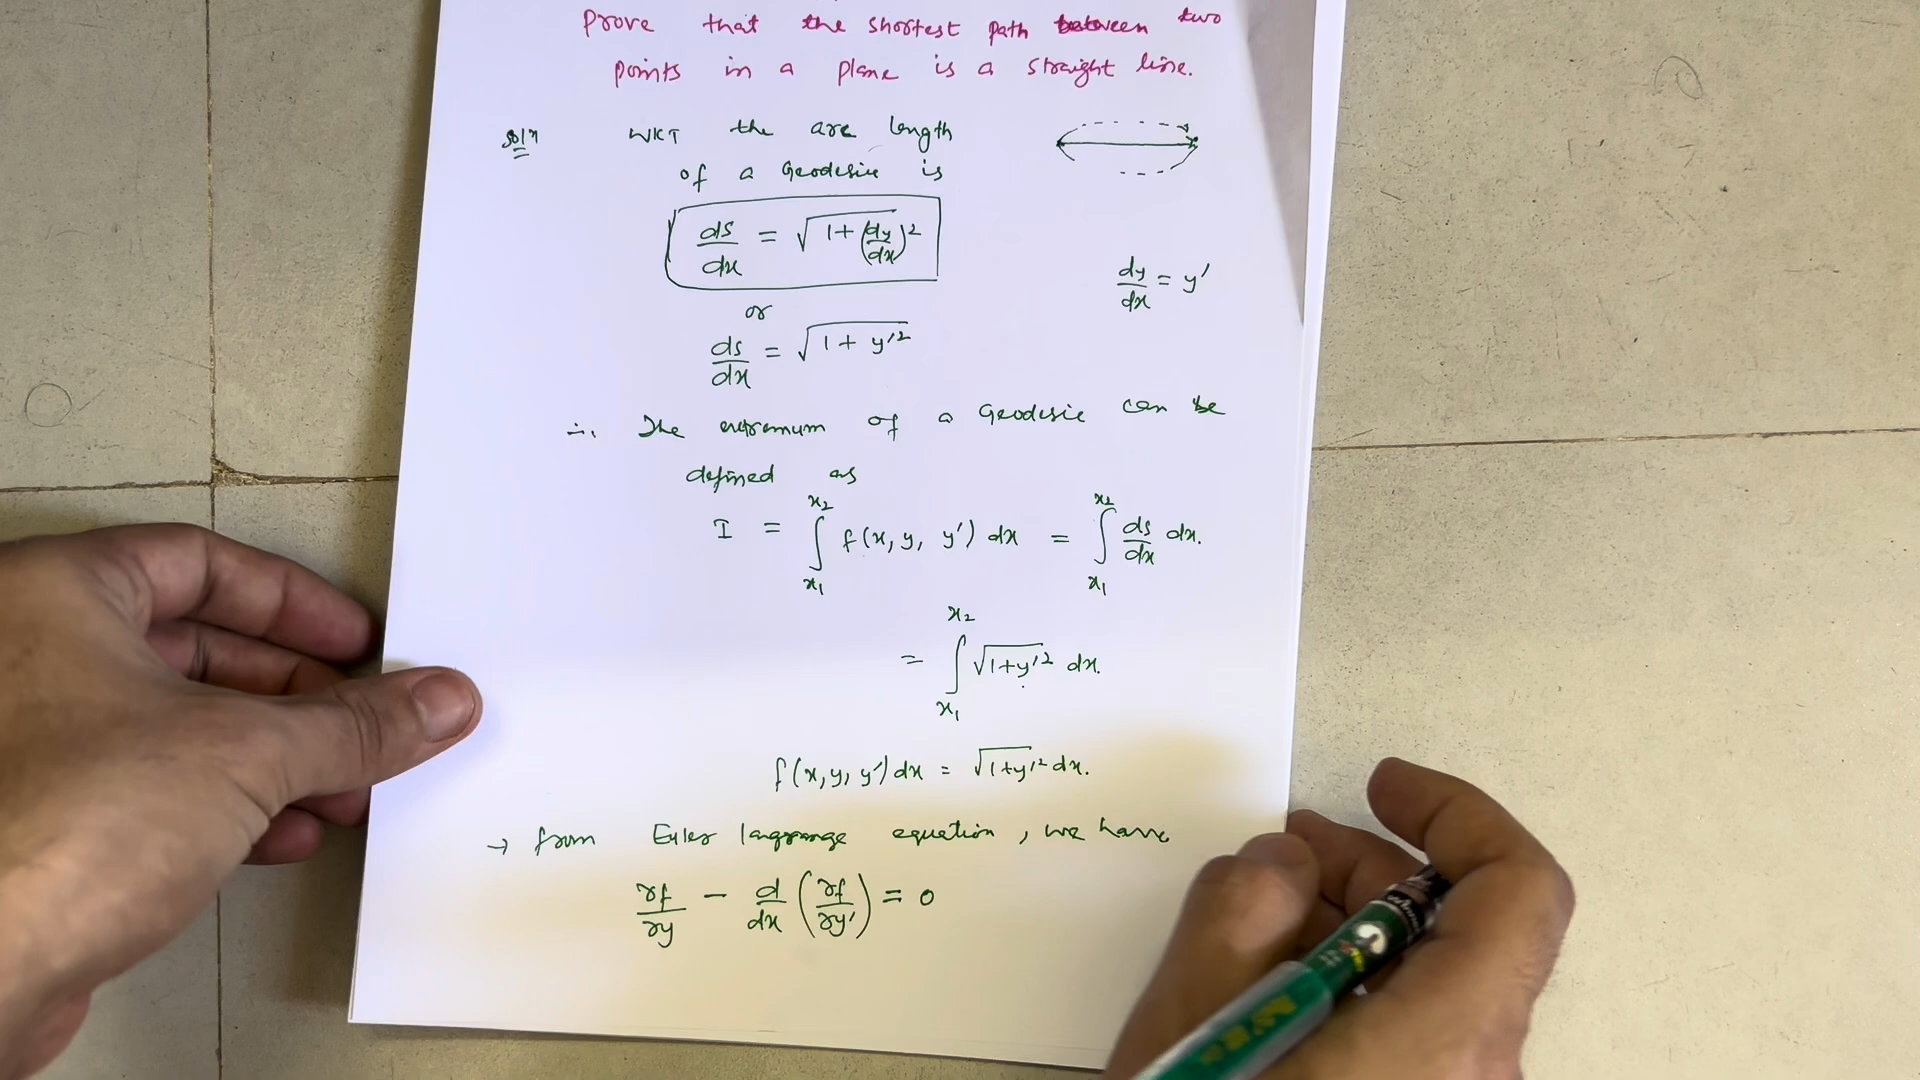 Prove that the shortest path between two
points in a plane is a straight line.
Soln WKT the arc length
of a Geodesic is
ds/dx = √(1+(dy/dx)²)
dy/dx = y′
or
ds/dx = √(1 + y′²)
∴ The extremum of a Geodesic can be
defined as
I = ∫_{x₁}^{x₂} f(x, y, y′) dx = ∫_{x₁}^{x₂} ds/dx dx.
= ∫_{x₁}^{x₂} √(1+y′²) dx.
f(x, y, y′) dx = √(1+y′²) dx.
→ from Euler lagrange equation, we have
∂f/∂y − d/dx (∂f/∂y′) = 0